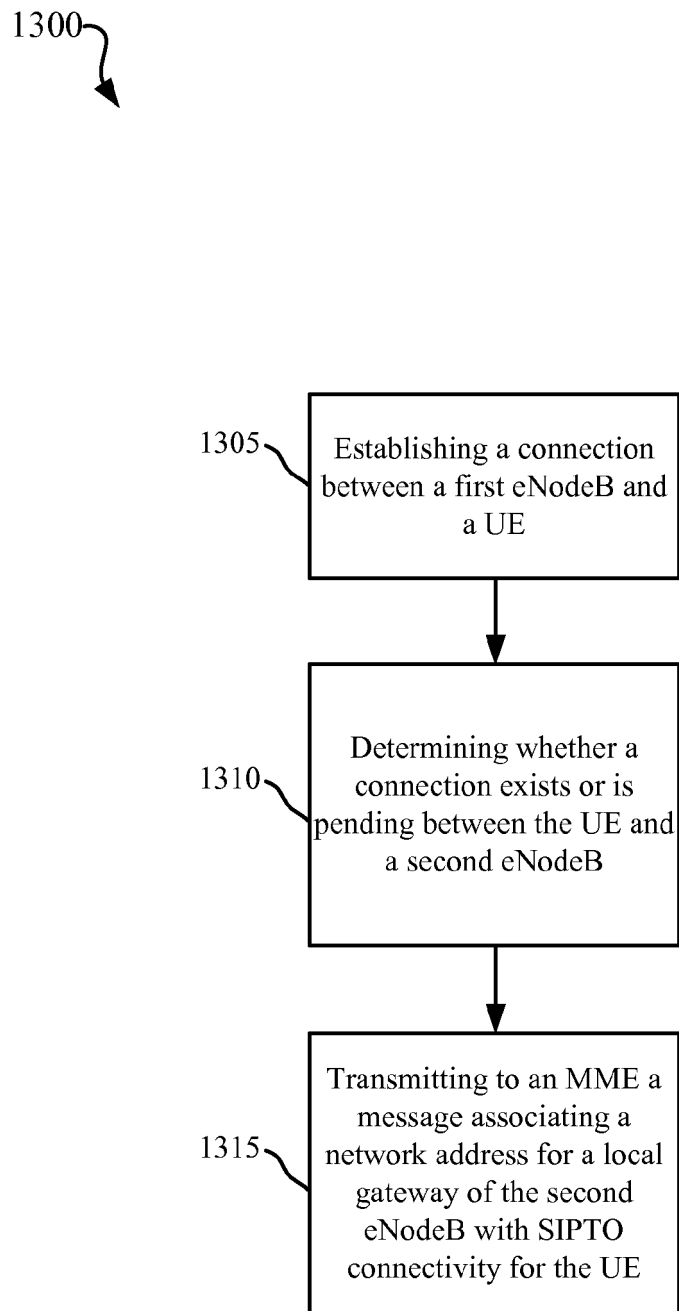 1300
1305
Establishing a connection
between a first eNodeB and
a UE
1310
Determining whether a
connection exists or is
pending between the UE and
a second eNodeB
1315
Transmitting to an MME a
message associating a
network address for a local
gateway of the second
eNodeB with SIPTO
connectivity for the UE